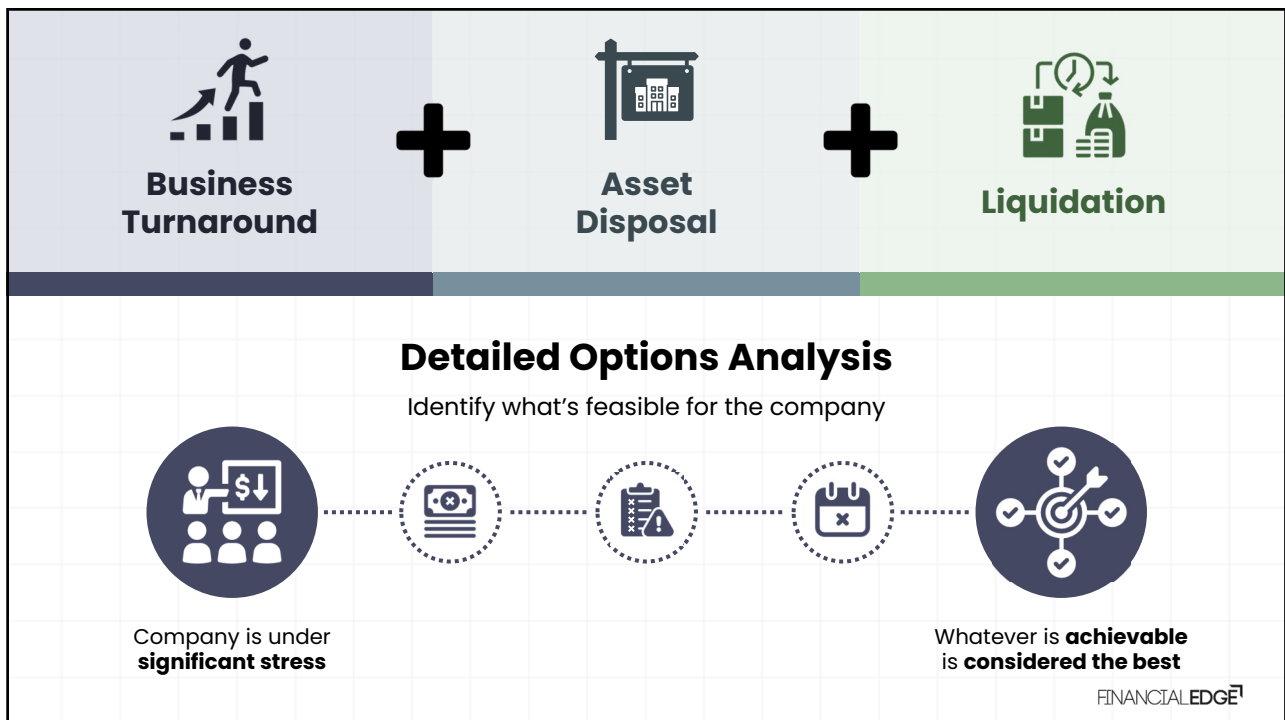 Business
Turnaround
Asset
Disposal
Liquidation
Detailed Options Analysis
Identify what’s feasible for the company
$
Company is under
significant stress
Whatever is achievable
is considered the best
FINANCIALEDGE